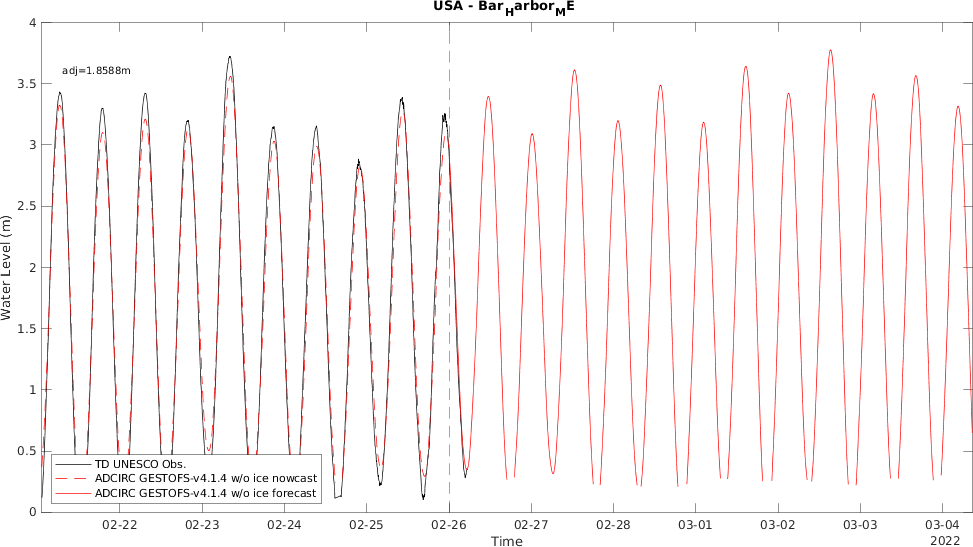 USA - Bar_Harbor_ME
adj=1.8588m
4
3.5
3
2.5
2
1.5
1
0.5
0
Water Level (m)
TD UNESCO Obs.
ADCIRC GESTOFS-v4.1.4 w/o ice nowcast
ADCIRC GESTOFS-v4.1.4 w/o ice forecast
02-22 02-23 02-24 02-25 02-26 02-27 02-28 03-01 03-02 03-03 03-04
Time
2022